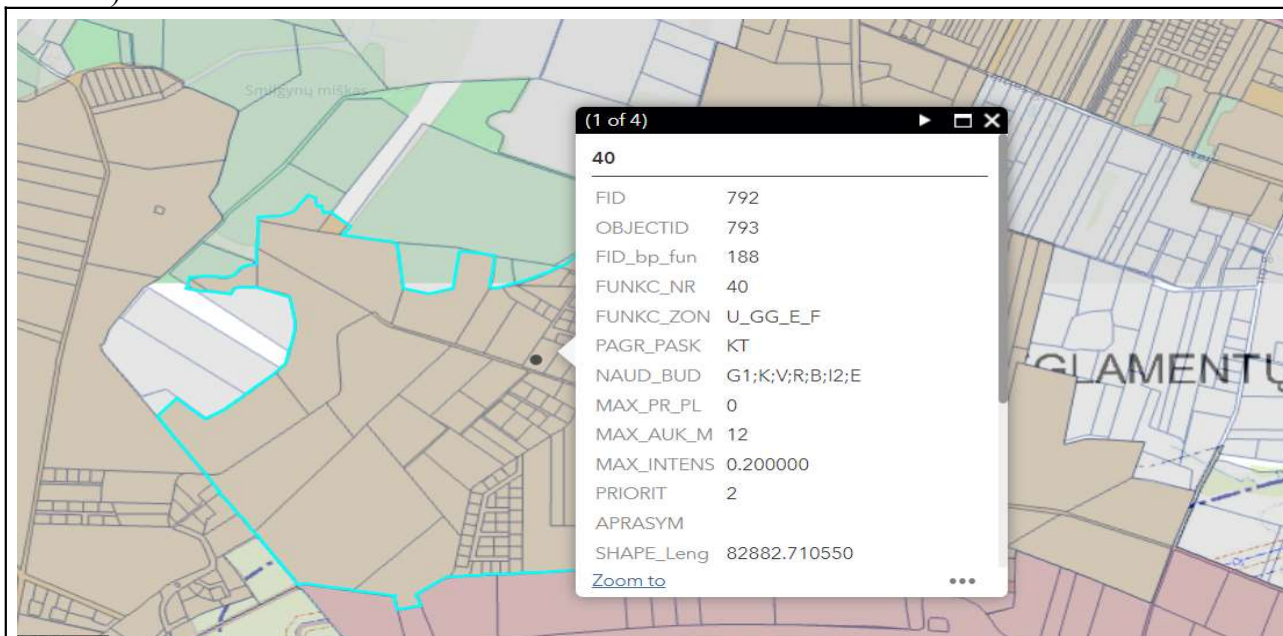 Smilgynų miškas
(1 of 4)
40
FID 792
OBJECTID 793
FID_bp_fun 188
FUNKC_NR 40
FUNKC_ZON U_GG_E_F
PAGR_PASK KT
NAUD_BUD G1;K;V;R;B;I2;E
MAX_PR_PL 0
MAX_AUK_M 12
MAX_INTENS 0.200000
PRIORIT 2
APRASYM
SHAPE_Leng 82882.710550
Zoom to
GLAMENTŲ